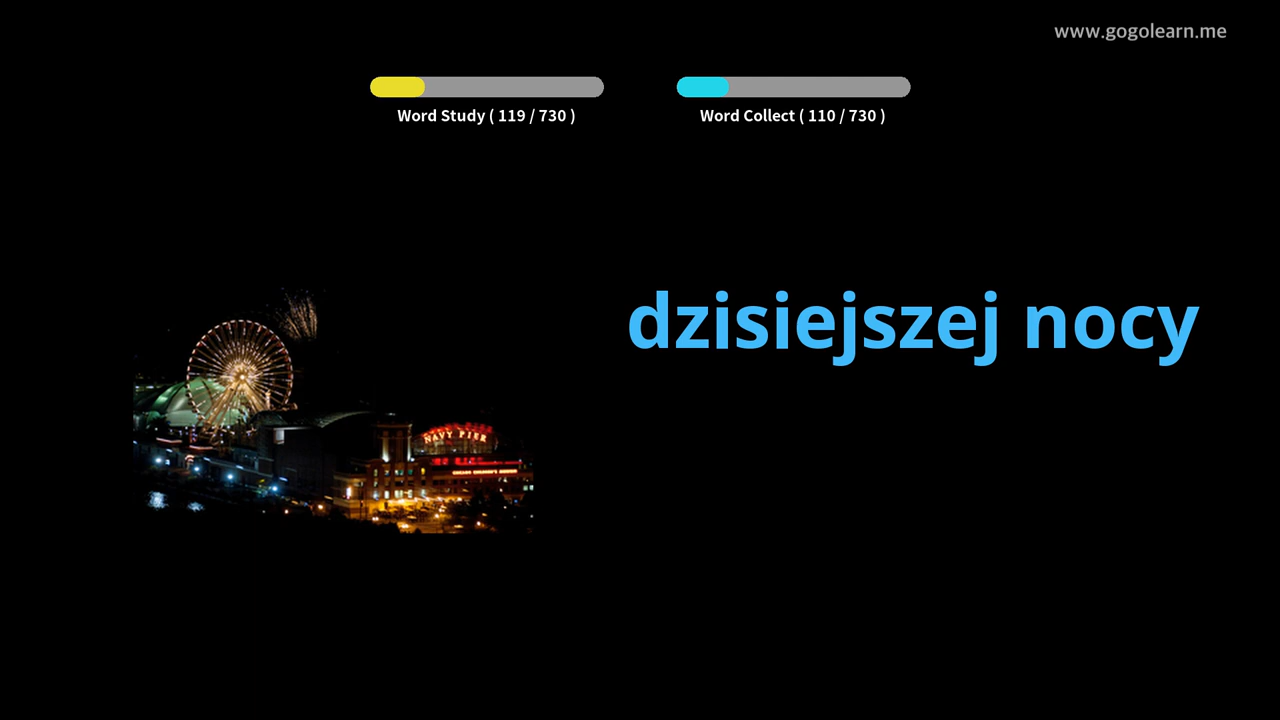 www.gogolearn.me
Word Study ( 119 / 730 )
Word Collect ( 110 / 730 )
dzisiejszej nocy
NAVY PIER